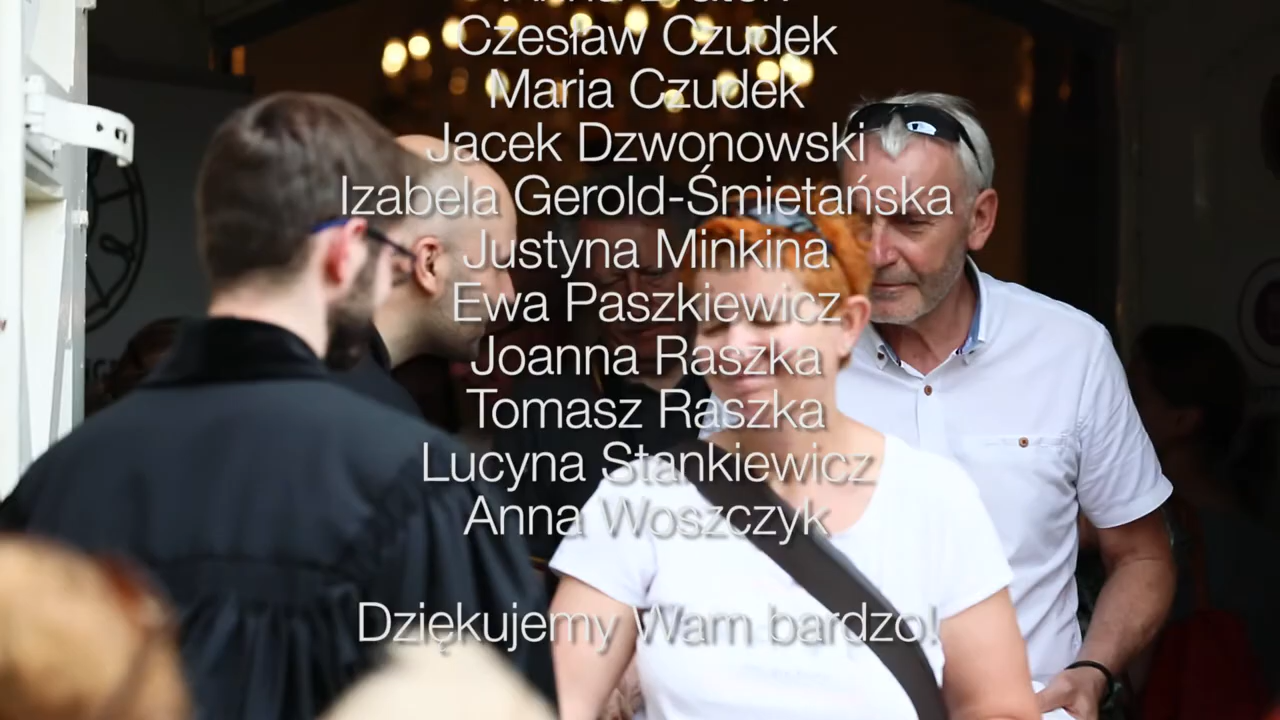 Czesław Czudek
Maria Czudek
Jacek Dzwonowski
Izabela Gerold-Śmietańska
Justyna Minkina
Ewa Paszkiewicz
Joanna Raszka
Tomasz Raszka
Lucyna Stankiewicz
Anna Woszczyk
Dziękujemy Wam bardzo!